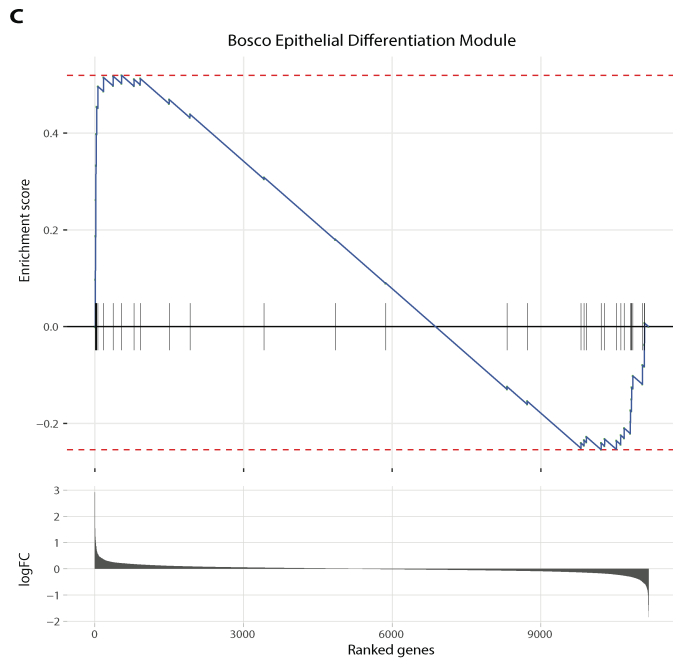 C
Bosco Epithelial Differentiation Module
Enrichment score
0.4
0.2
0.0
−0.2
logFC
3
2
1
0
−1
−2
0 3000 6000 9000
Ranked genes